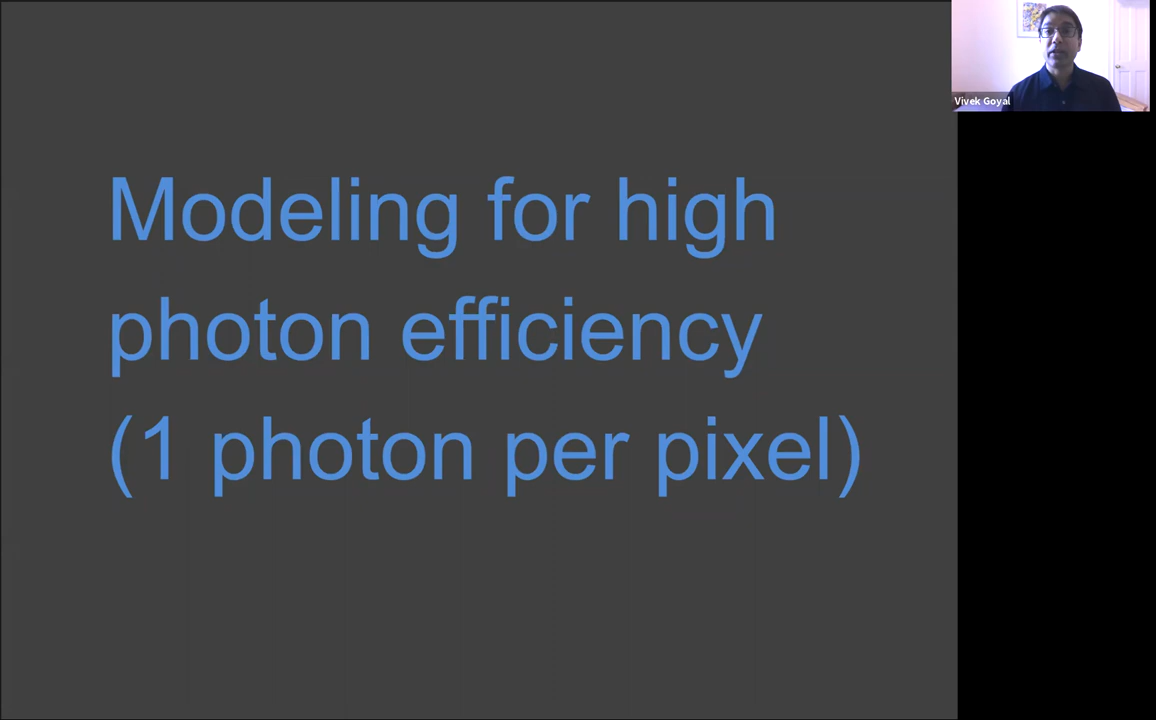 Modeling for high
photon efficiency
(1 photon per pixel)
Vivek Goyal